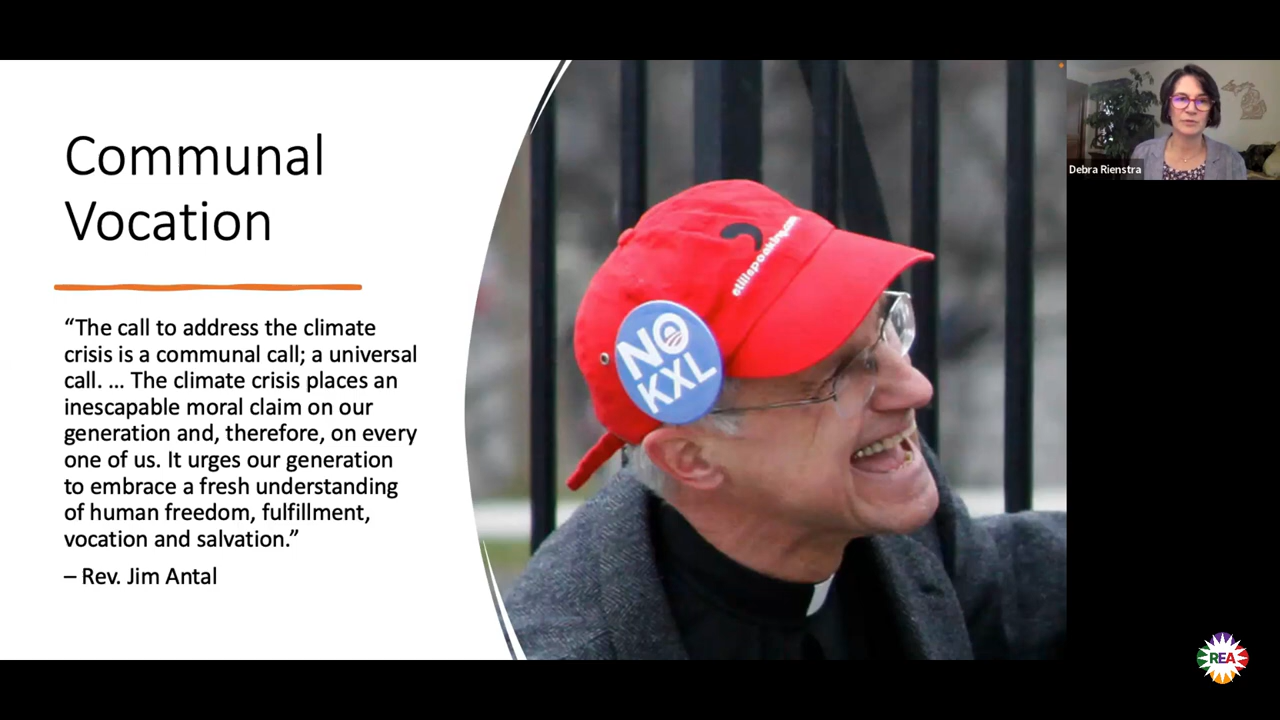 Communal
Vocation
“The call to address the climate
crisis is a communal call; a universal
call. ... The climate crisis places an
inescapable moral claim on our
generation and, therefore, on every
one of us. It urges our generation
to embrace a fresh understanding
of human freedom, fulfillment,
vocation and salvation.”
– Rev. Jim Antal
stillspeaking.com
NO
KXL
Debra Rienstra
REA